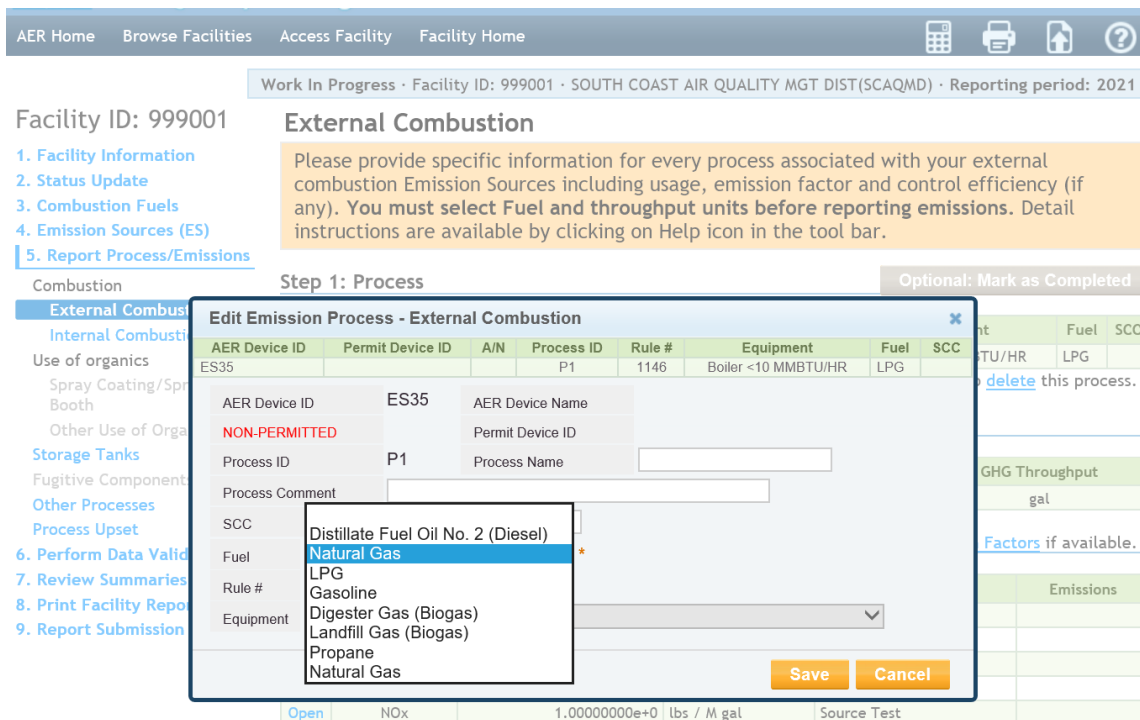 AER Home Browse Facilities Access Facility Facility Home
Work In Progress · Facility ID: 999001 · SOUTH COAST AIR QUALITY MGT DIST(SCAQMD) · Reporting period: 2021
Facility ID: 999001
1. Facility Information
2. Status Update
3. Combustion Fuels
4. Emission Sources (ES)
5. Report Process/Emissions
Combustion
External Combust
Internal Combusti
Use of organics
Spray Coating/Spr
Booth
Other Use of Orga
Storage Tanks
Fugitive Component
Other Processes
Process Upset
6. Perform Data Valid
7. Review Summaries
8. Print Facility Repo
9. Report Submission
External Combustion
Please provide specific information for every process associated with your external
combustion Emission Sources including usage, emission factor and control efficiency (if
any). You must select Fuel and throughput units before reporting emissions. Detail
instructions are available by clicking on Help icon in the tool bar.
Step 1: Process
Optional: Mark as Completed
Edit Emission Process - External Combustion
AER Device ID Permit Device ID A/N Process ID Rule # Equipment Fuel SCC
ES35 P1 1146 Boiler <10 MMBTU/HR LPG
AER Device ID ES35 AER Device Name
NON-PERMITTED Permit Device ID
Process ID P1 Process Name
Process Comment
SCC
Fuel *
Rule #
Equipment
Distillate Fuel Oil No. 2 (Diesel)
Natural Gas
LPG
Gasoline
Digester Gas (Biogas)
Landfill Gas (Biogas)
Propane
Natural Gas
Save Cancel
nt Fuel SCC
BTU/HR LPG
delete this process.
GHG Throughput
gal
Factors if available.
Emissions
Open NOx 1.00000000e+0 lbs / M gal Source Test